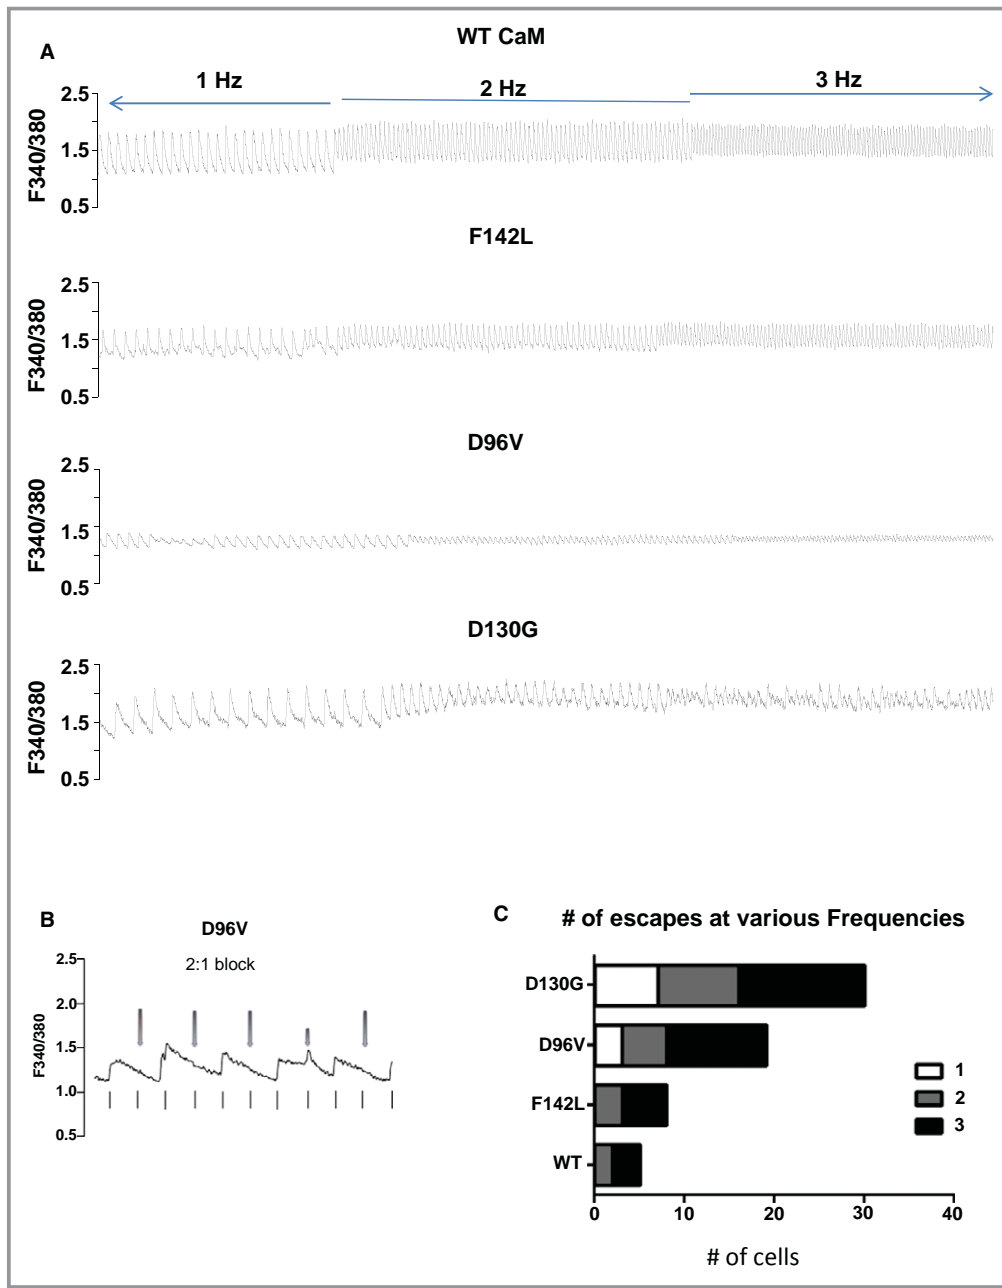 A
WT CaM
1 Hz
2 Hz
3 Hz
F340/380
2.5
1.5
0.5
F142L
F340/380
2.5
1.5
0.5
D96V
F340/380
2.5
1.5
0.5
D130G
F340/380
2.5
1.5
0.5
B
D96V
2:1 block
F340/380
2.5
2.0
1.5
1.0
0.5
C
# of escapes at various Frequencies
D130G
D96V
F142L
WT
1
2
3
0
10
20
30
40
# of cells